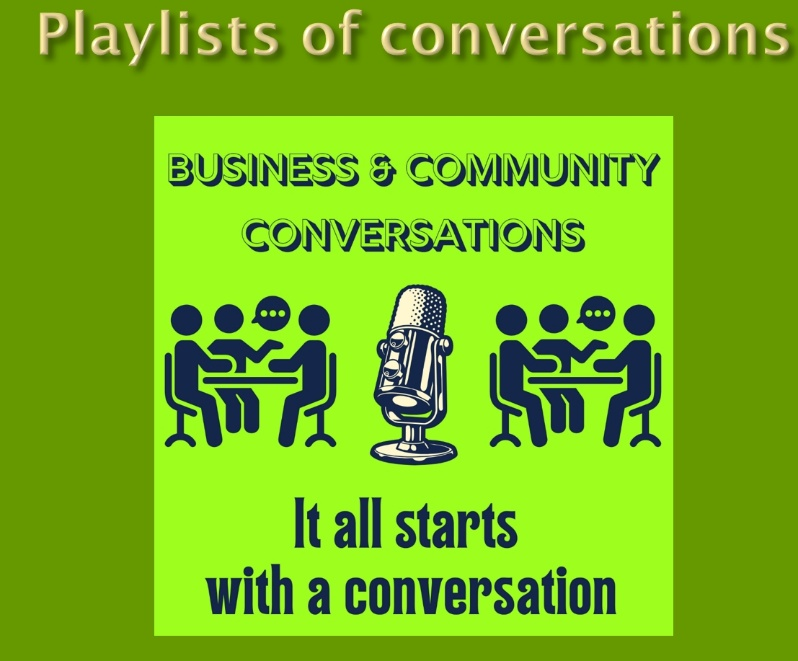 Playlists of conversations
BUSINESS & COMMUNITY
CONVERSATIONS
It all starts
with a conversation